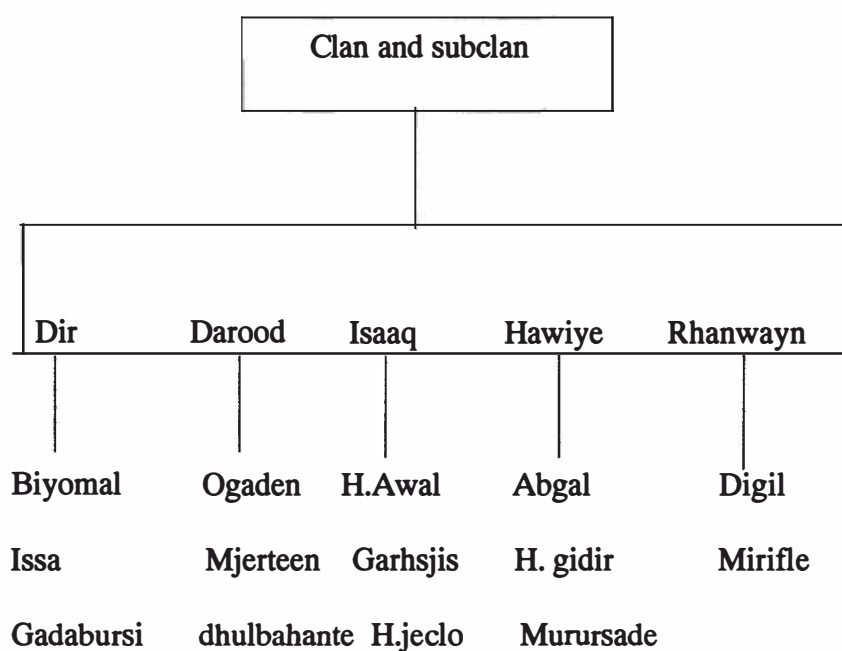 Clan and subclan
Dir Darood Isaaq Hawiye Rhanwayn
Biyomal Ogaden H.Awal Abgal Digil
Issa Mjerteen Garhsjis H. gidir Mirifle
Gadabursi dhulbahante H.jeclo Murursade